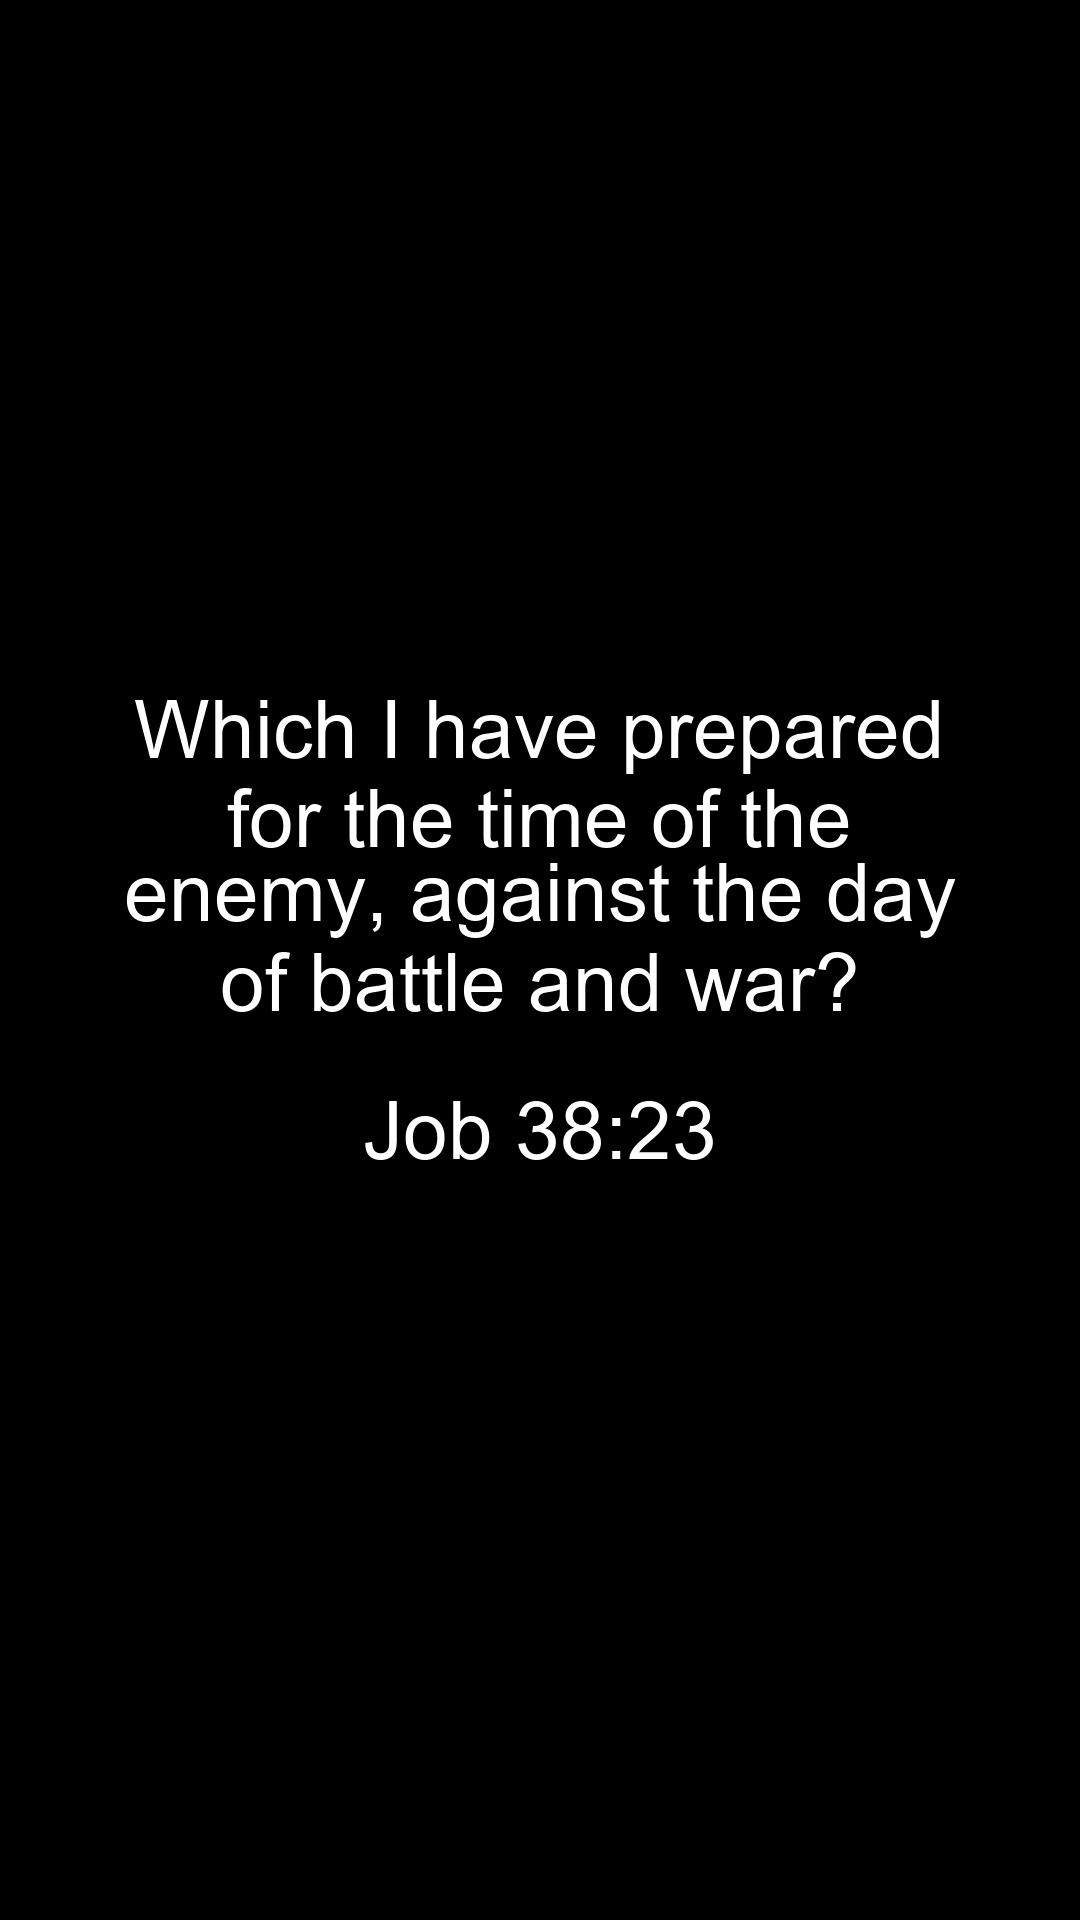 Which I have prepared
for the time of the
enemy, against the day
of battle and war?
Job 38:23